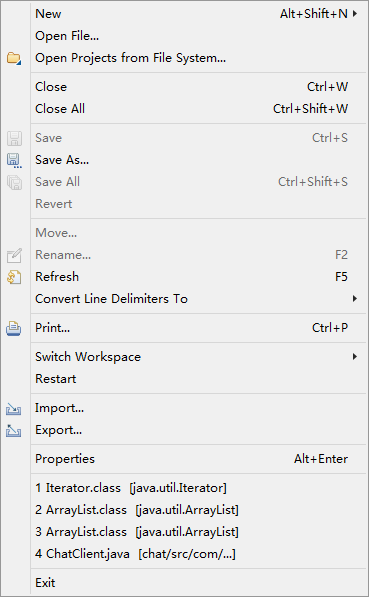 New Alt+Shift+N
Open File...
Open Projects from File System...
Close Ctrl+W
Close All Ctrl+Shift+W
Save Ctrl+S
Save As...
Save All Ctrl+Shift+S
Revert
Move...
Rename... F2
Refresh F5
Convert Line Delimiters To
Print... Ctrl+P
Switch Workspace
Restart
Import...
Export...
Properties Alt+Enter
1 Iterator.class [java.util.Iterator]
2 ArrayList.class [java.util.ArrayList]
3 ArrayList.class [java.util.ArrayList]
4 ChatClient.java [chat/src/com/...]
Exit